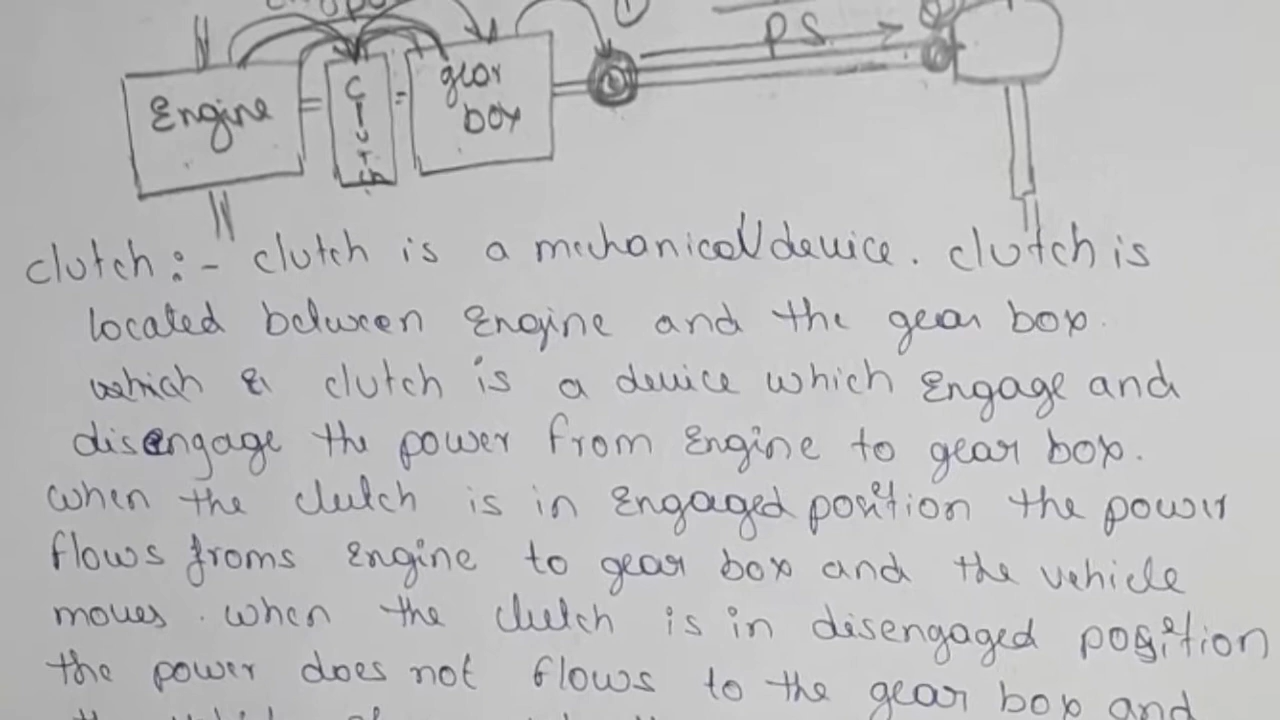 ①
PS
Engine
Clutch
gear
box
clutch :- clutch is a mechanical device. clutch is
located between Engine and the gear box.
which & clutch is a device which Engage and
disengage the power from Engine to gear box.
when the clutch is in Engaged position the power
flows froms Engine to gear box and the vehicle
moves. when the clutch is in disengaged position
the power does not flows to the gear box and